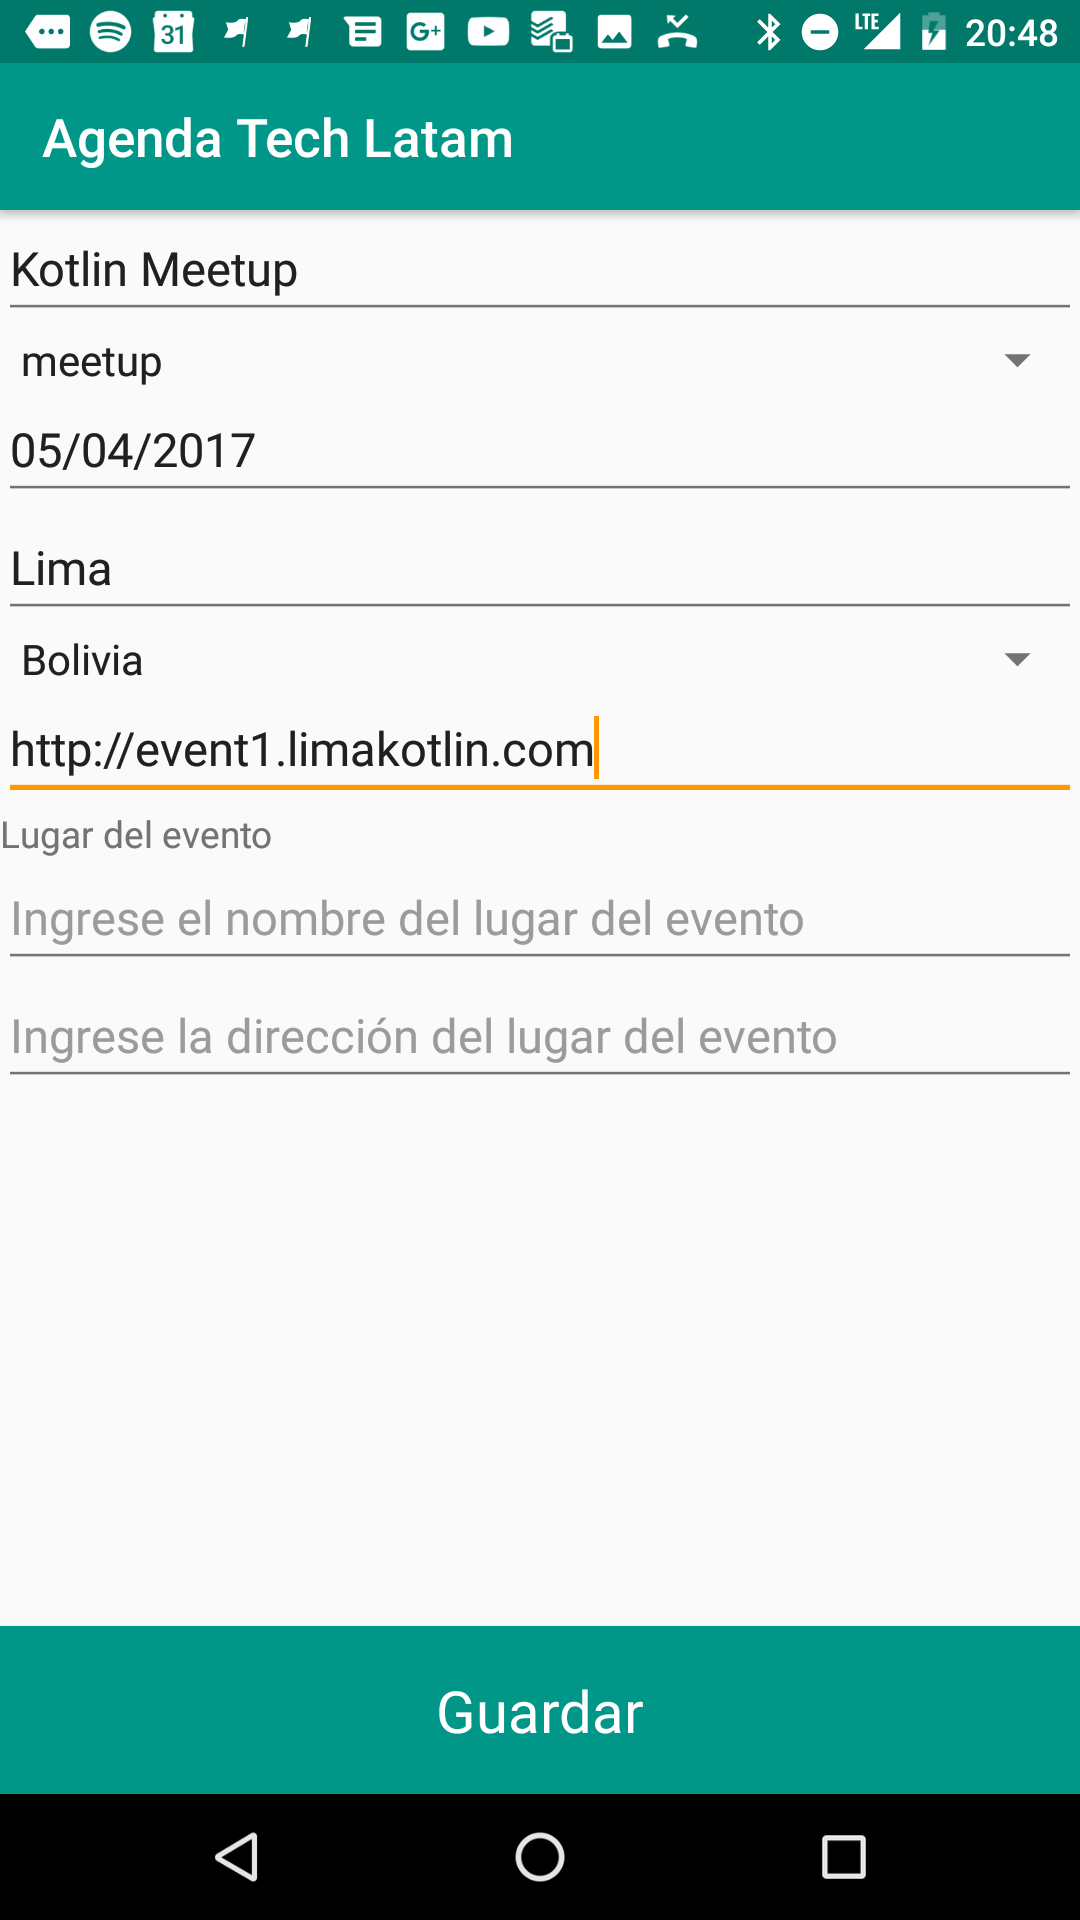 31
G+
LTE
20:48
Agenda Tech Latam
Kotlin Meetup
meetup
05/04/2017
Lima
Bolivia
http://event1.limakotlin.com
Lugar del evento
Ingrese el nombre del lugar del evento
Ingrese la dirección del lugar del evento
Guardar